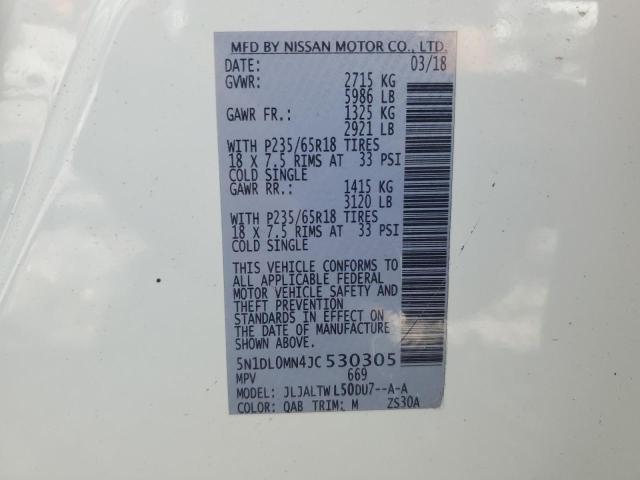 MFD BY NISSAN MOTOR CO., LTD.
DATE: 03/18
GVWR: 2715 KG
5986 LB
GAWR FR.: 1325 KG
2921 LB
WITH P235/65R18 TIRES
18 X 7.5 RIMS AT 33 PSI
COLD SINGLE
GAWR RR.: 1415 KG
3120 LB
WITH P235/65R18 TIRES
18 X 7.5 RIMS AT 33 PSI
COLD SINGLE
THIS VEHICLE CONFORMS TO
ALL APPLICABLE FEDERAL
MOTOR VEHICLE SAFETY AND
THEFT PREVENTION
STANDARDS IN EFFECT ON
THE DATE OF MANUFACTURE
SHOWN ABOVE.
5N1DL0MN4JC 530305
MPV 669
MODEL: JLJALTW L50DU7--A-A
COLOR: QAB TRIM: M ZS30A